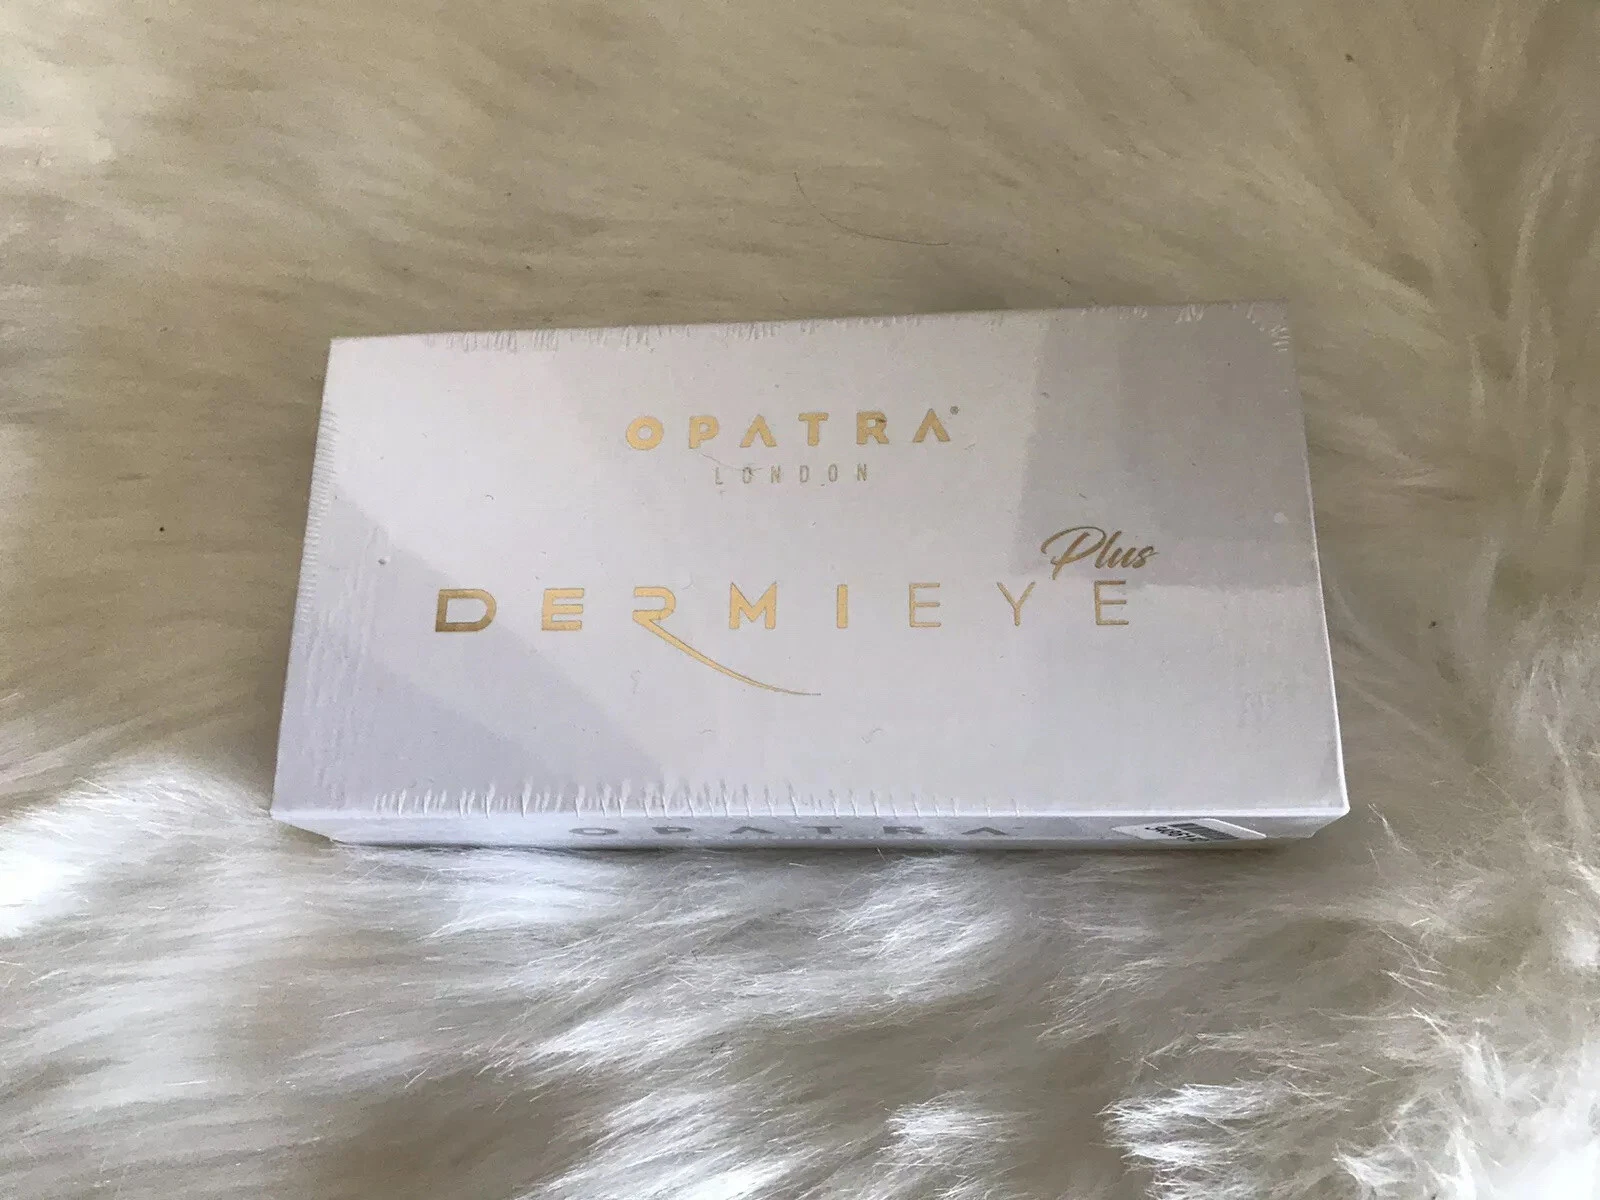 OPATRA®
LONDON
DERMIEYE Plus
OPATRA